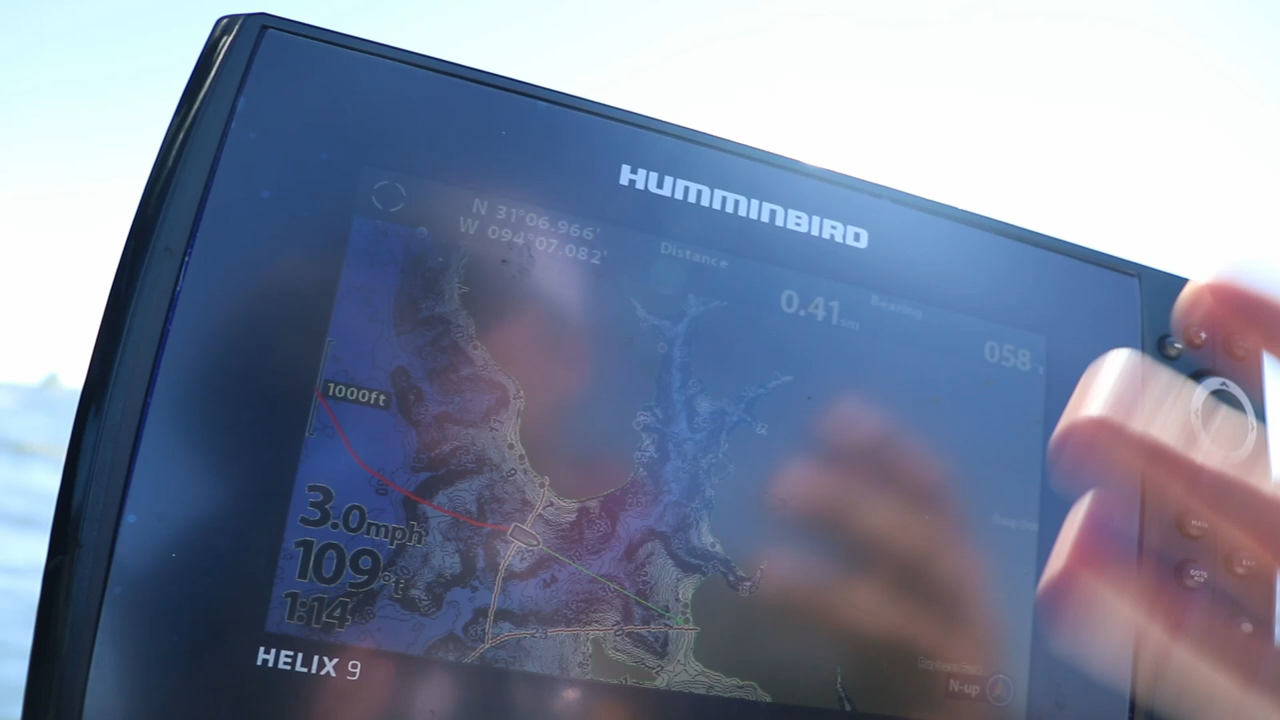 HUMMINBIRD
N 31°06.966'
W 094°07.082'
Distance
0.41sm
Bearing
058
1000ft
3.0mph
109°t
1:14
N-up
HELIX 9